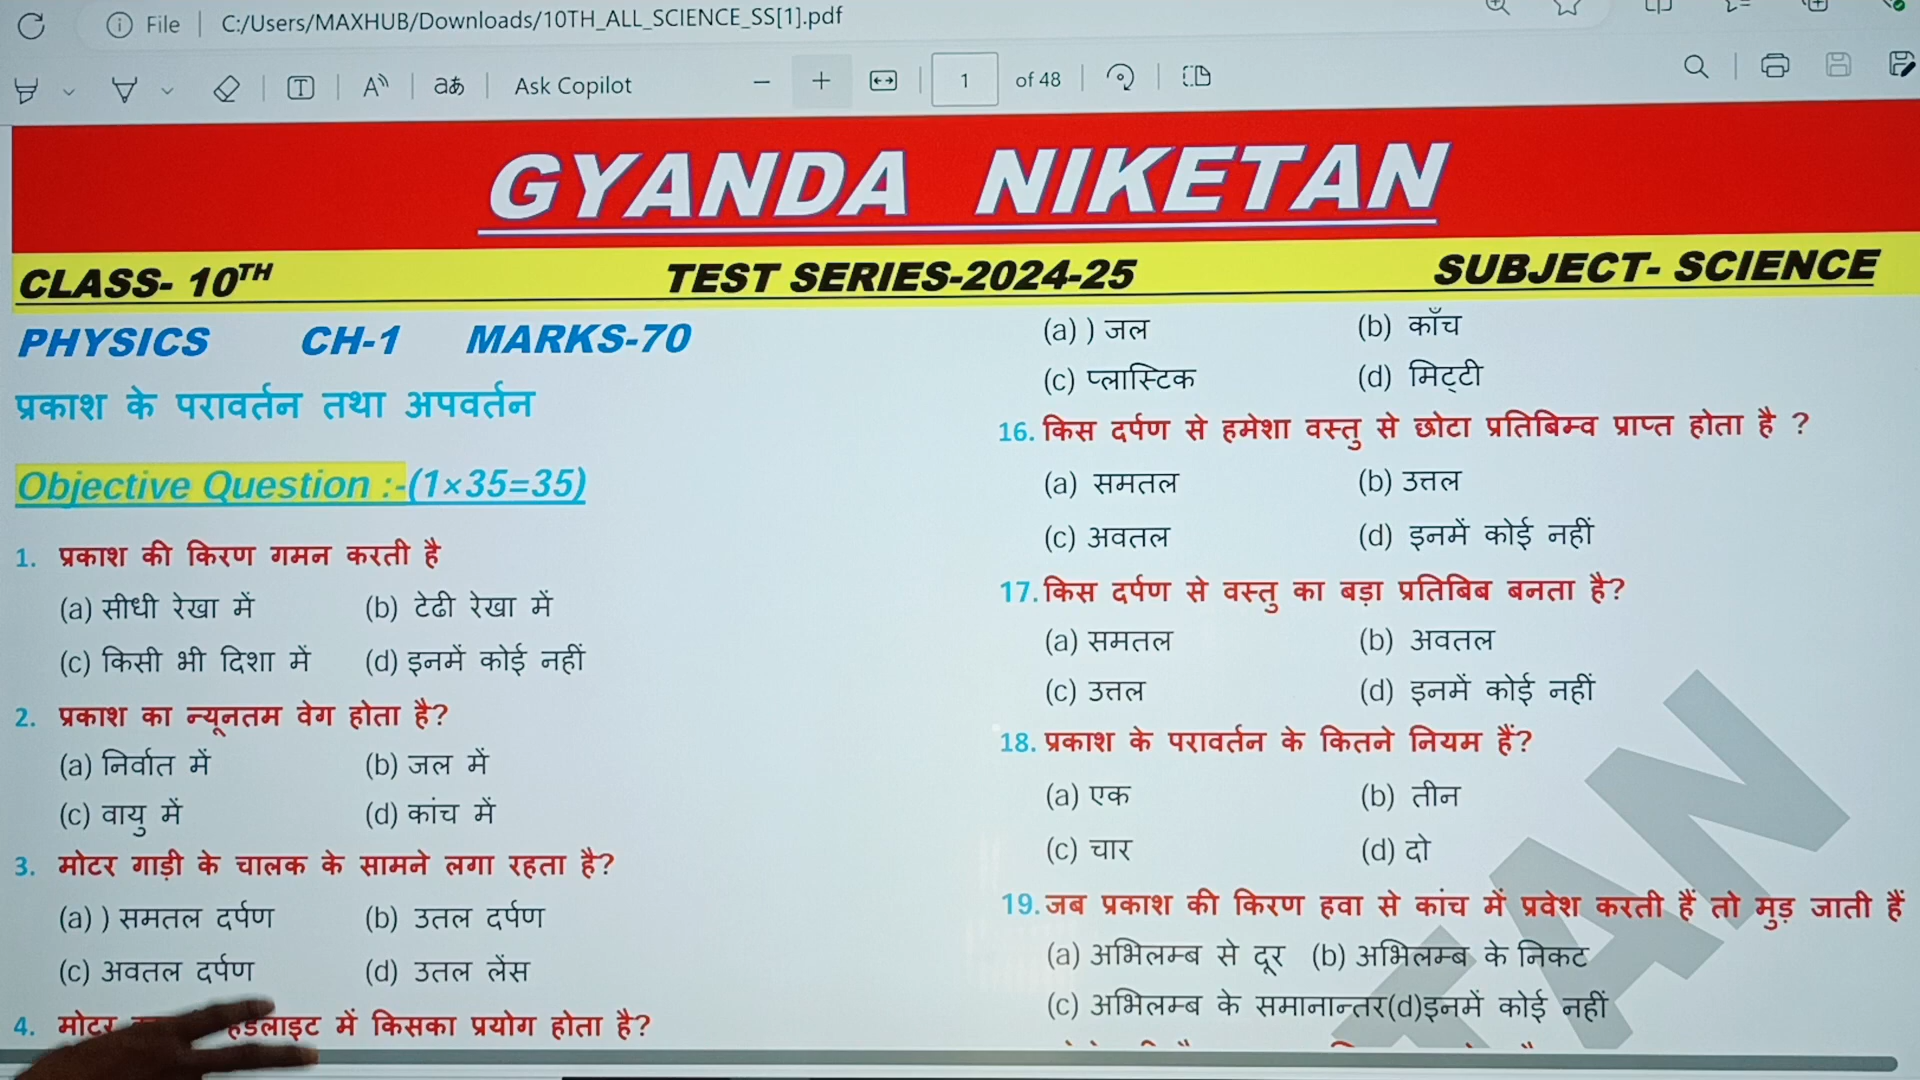 File | C:/Users/MAXHUB/Downloads/10TH_ALL_SCIENCE_SS[1].pdf
Ask Copilot
1 of 48
GYANDA NIKETAN
CLASS- 10TH TEST SERIES-2024-25 SUBJECT- SCIENCE
PHYSICS CH-1 MARKS-70
प्रकाश के परावर्तन तथा अपवर्तन
Objective Question :-(1×35=35)
1. प्रकाश की किरण गमन करती है
(a) सीधी रेखा में (b) टेढी रेखा में
(c) किसी भी दिशा में (d) इनमें कोई नहीं
2. प्रकाश का न्यूनतम वेग होता है?
(a) निर्वात में (b) जल में
(c) वायु में (d) कांच में
3. मोटर गाड़ी के चालक के सामने लगा रहता है?
(a) ) समतल दर्पण (b) उतल दर्पण
(c) अवतल दर्पण (d) उतल लेंस
4. मोटर हेडलाइट में किसका प्रयोग होता है?
(a) ) जल (b) काँच
(c) प्लास्टिक (d) मिट्टी
16. किस दर्पण से हमेशा वस्तु से छोटा प्रतिबिम्व प्राप्त होता है ?
(a) समतल (b) उत्तल
(c) अवतल (d) इनमें कोई नहीं
17. किस दर्पण से वस्तु का बड़ा प्रतिबिब बनता है?
(a) समतल (b) अवतल
(c) उत्तल (d) इनमें कोई नहीं
18. प्रकाश के परावर्तन के कितने नियम हैं?
(a) एक (b) तीन
(c) चार (d) दो
19. जब प्रकाश की किरण हवा से कांच में प्रवेश करती हैं तो मुड़ जाती हैं
(a) अभिलम्ब से दूर (b) अभिलम्ब के निकट
(c) अभिलम्ब के समानान्तर(d)इनमें कोई नहीं
TAN